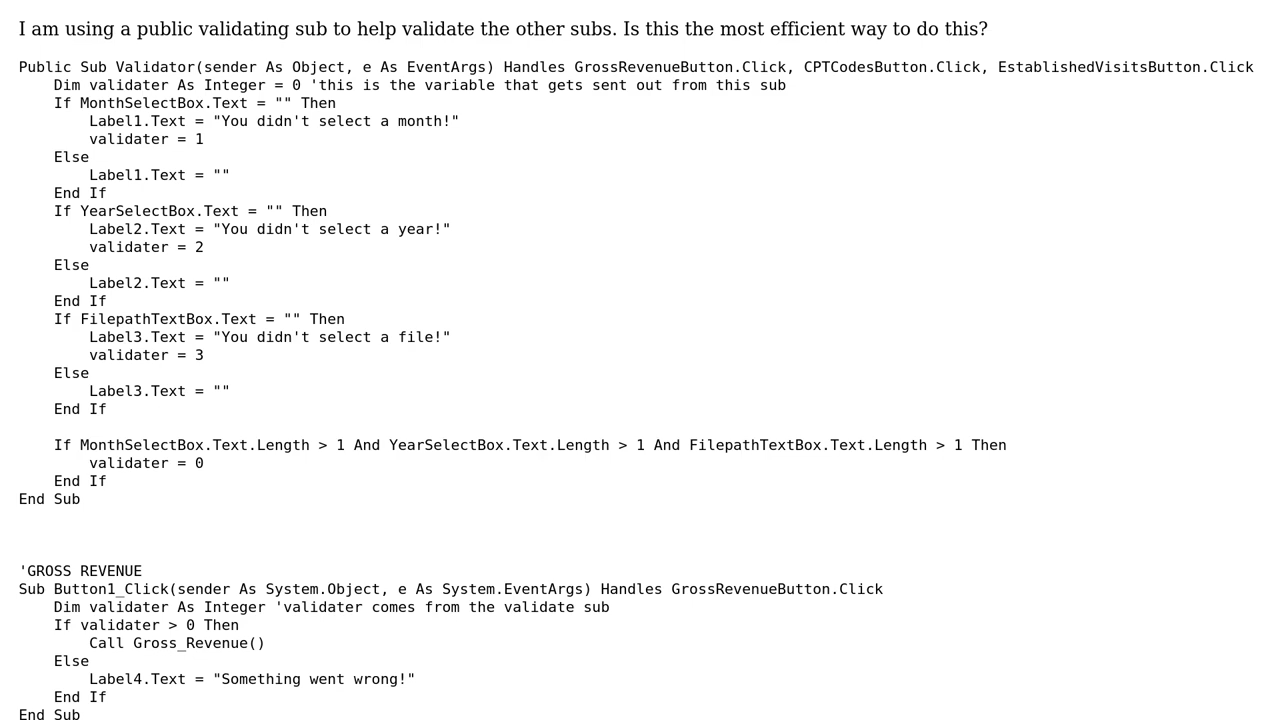 I am using a public validating sub to help validate the other subs. Is this the most efficient way to do this?
Public Sub Validator(sender As Object, e As EventArgs) Handles GrossRevenueButton.Click, CPTCodesButton.Click, EstablishedVisitsButton.Click
    Dim validater As Integer = 0 'this is the variable that gets sent out from this sub
    If MonthSelectBox.Text = "" Then
        Label1.Text = "You didn't select a month!"
        validater = 1
    Else
        Label1.Text = ""
    End If
    If YearSelectBox.Text = "" Then
        Label2.Text = "You didn't select a year!"
        validater = 2
    Else
        Label2.Text = ""
    End If
    If FilepathTextBox.Text = "" Then
        Label3.Text = "You didn't select a file!"
        validater = 3
    Else
        Label3.Text = ""
    End If

    If MonthSelectBox.Text.Length > 1 And YearSelectBox.Text.Length > 1 And FilepathTextBox.Text.Length > 1 Then
        validater = 0
    End If
End Sub

'GROSS REVENUE
Sub Button1_Click(sender As System.Object, e As System.EventArgs) Handles GrossRevenueButton.Click
    Dim validater As Integer 'validater comes from the validate sub
    If validater > 0 Then
        Call Gross_Revenue()
    Else
        Label4.Text = "Something went wrong!"
    End If
End Sub